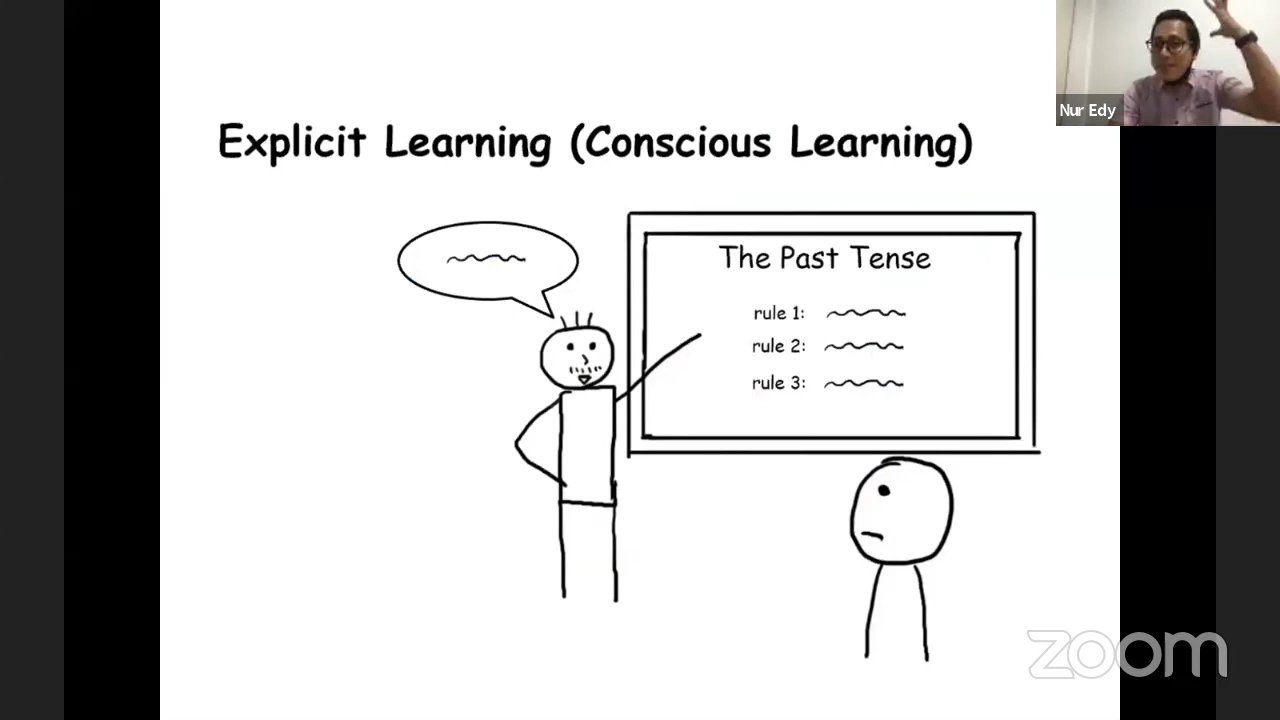 Nur Edy
Explicit Learning (Conscious Learning)
The Past Tense
rule 1:
rule 2:
rule 3:
zoom